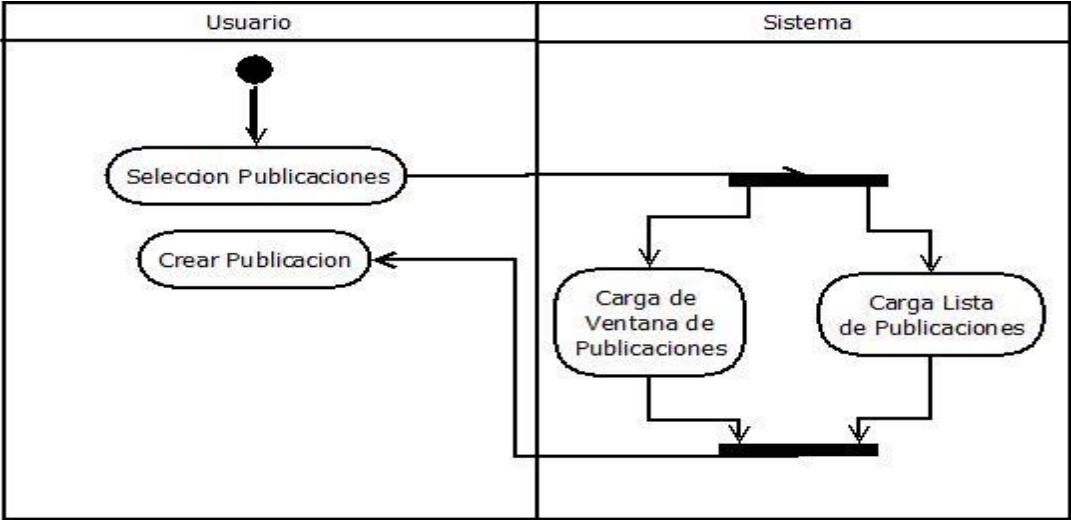 Usuario
Sistema
Seleccion Publicaciones
Crear Publicacion
Carga de
Ventana de
Publicaciones
Carga Lista
de Publicaciones